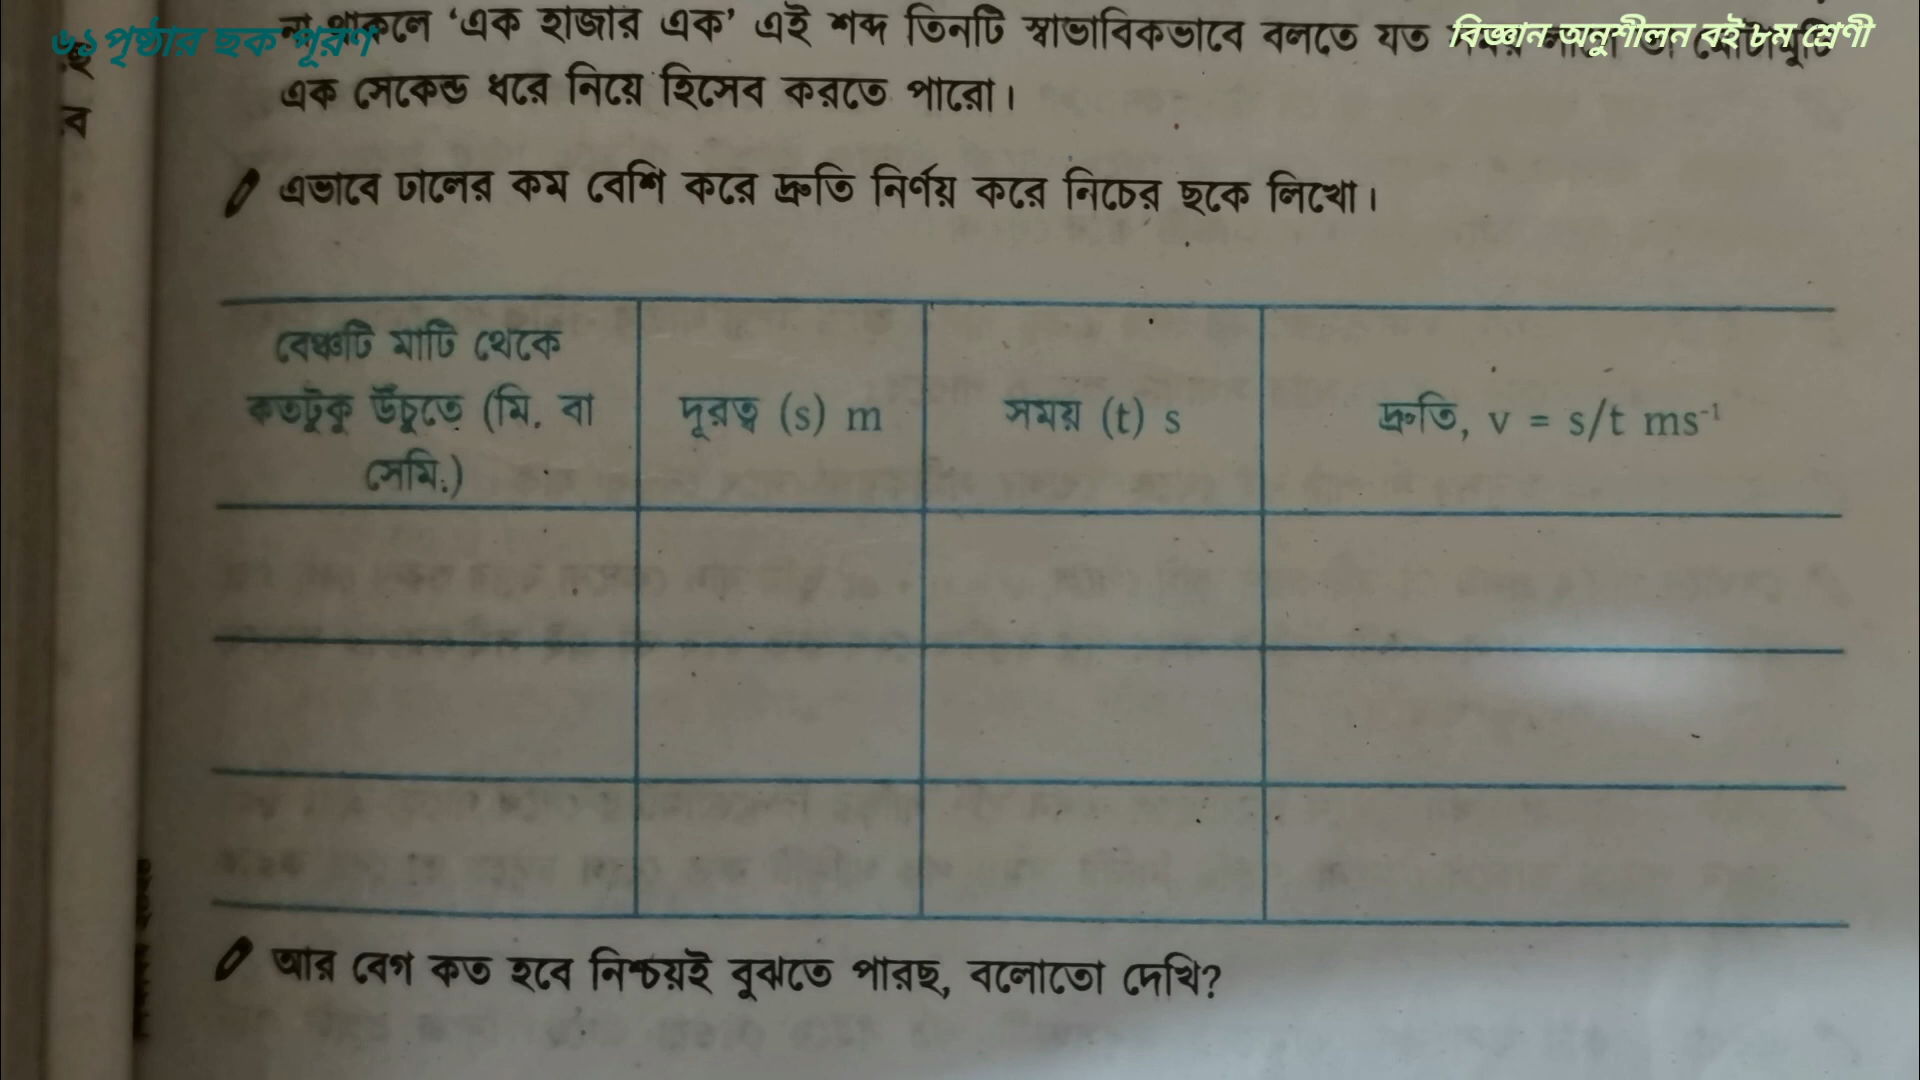 ৬১ পৃষ্ঠার ছক পূরণ
বিজ্ঞান অনুশীলন বই ৮ম শ্রেণী
না থাকলে ‘এক হাজার এক’ এই শব্দ তিনটি স্বাভাবিকভাবে বলতে যত
এক সেকেন্ড ধরে নিয়ে হিসেব করতে পারো।
এভাবে ঢালের কম বেশি করে দ্রুতি নির্ণয় করে নিচের ছকে লিখো।
বেঞ্চটি মাটি থেকে
কতটুকু উঁচুতে (মি. বা
সেমি.)
দূরত্ব (s) m
সময় (t) s
দ্রুতি, v = s/t ms⁻¹
আর বেগ কত হবে নিশ্চয়ই বুঝতে পারছ, বলোতো দেখি?